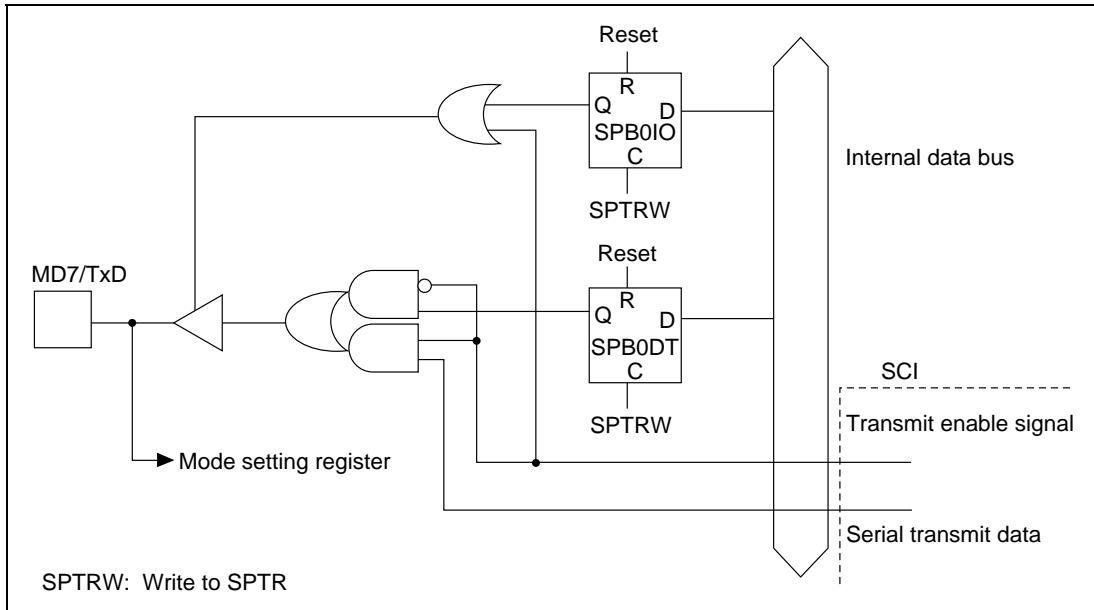 Reset
R
Q
D
SPB0IO
C
Internal data bus
SPTRW
Reset
MD7/TxD
R
Q
D
SPB0DT
C
SCI
SPTRW
Transmit enable signal
Mode setting register
Serial transmit data
SPTRW: Write to SPTR